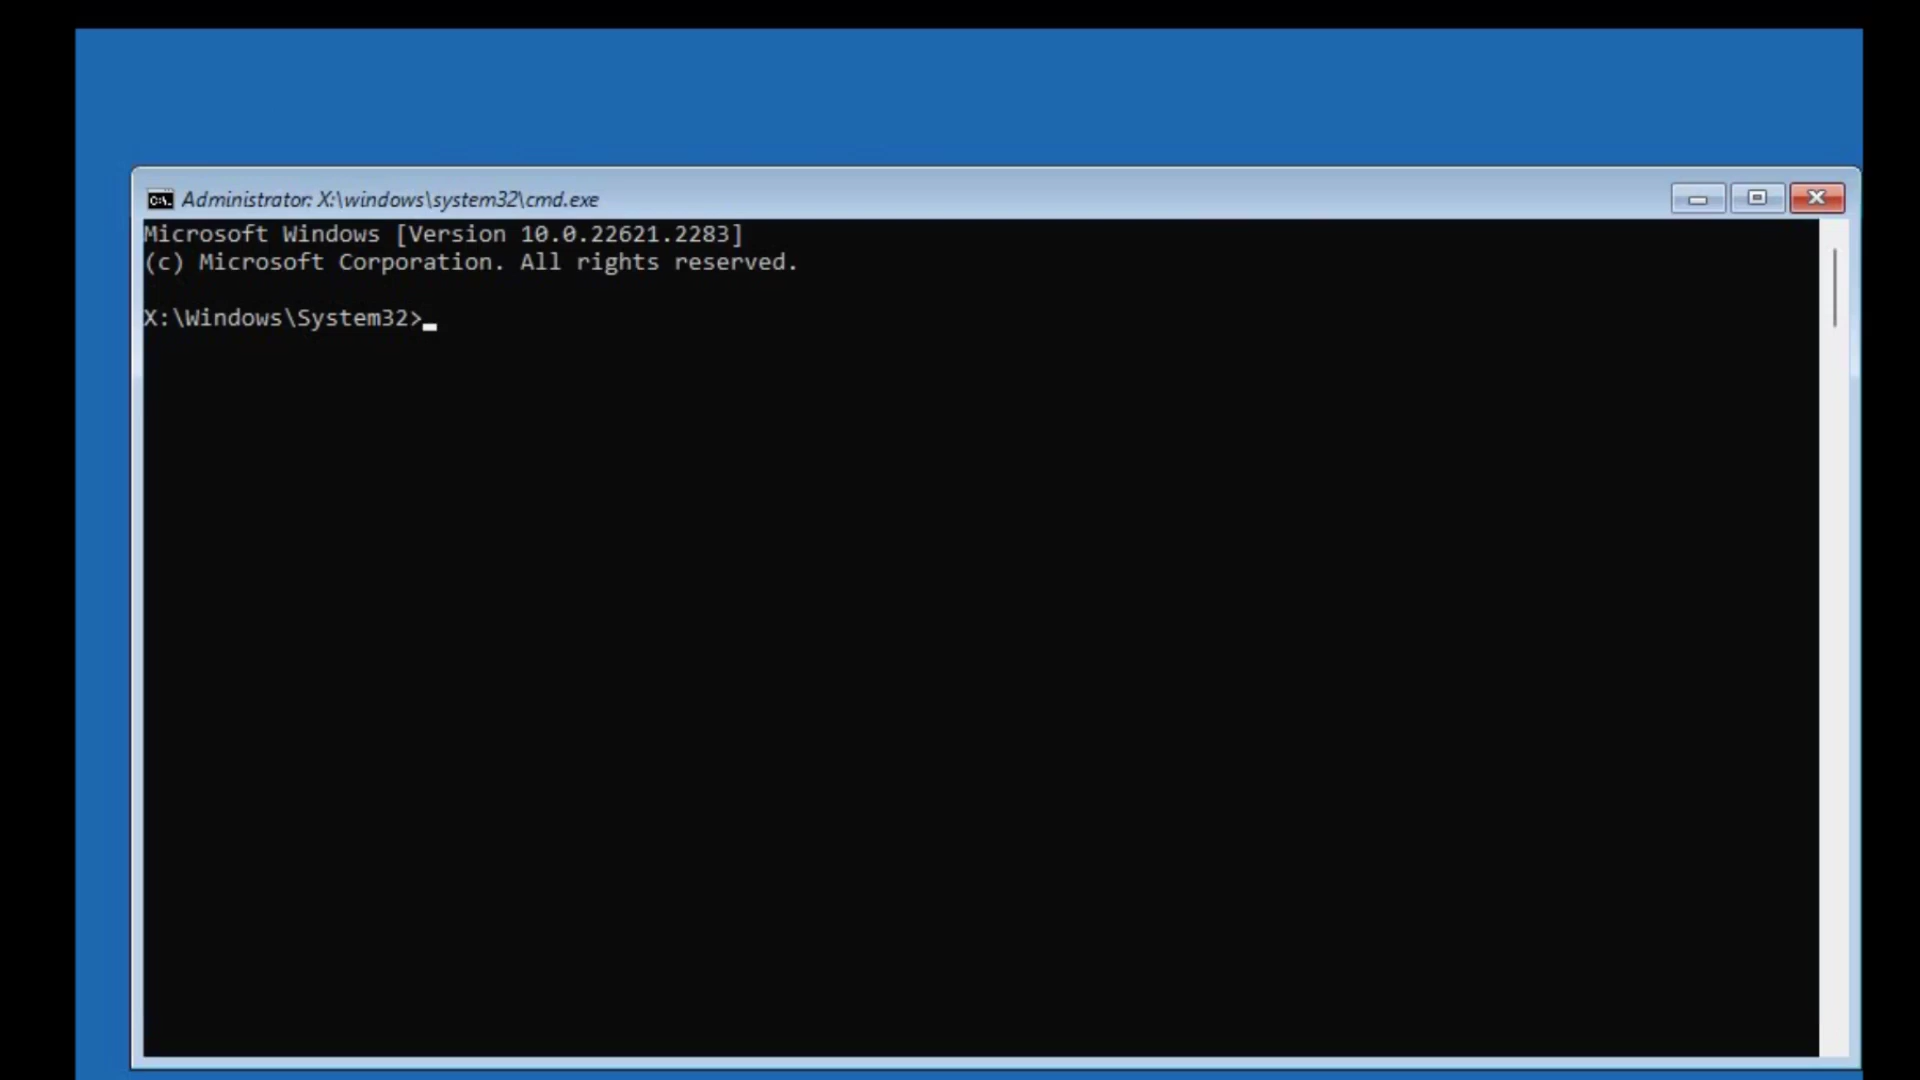 Administrator: X:\windows\system32\cmd.exe
Microsoft Windows [Version 10.0.22621.2283]
(c) Microsoft Corporation. All rights reserved.
X:\Windows\System32>